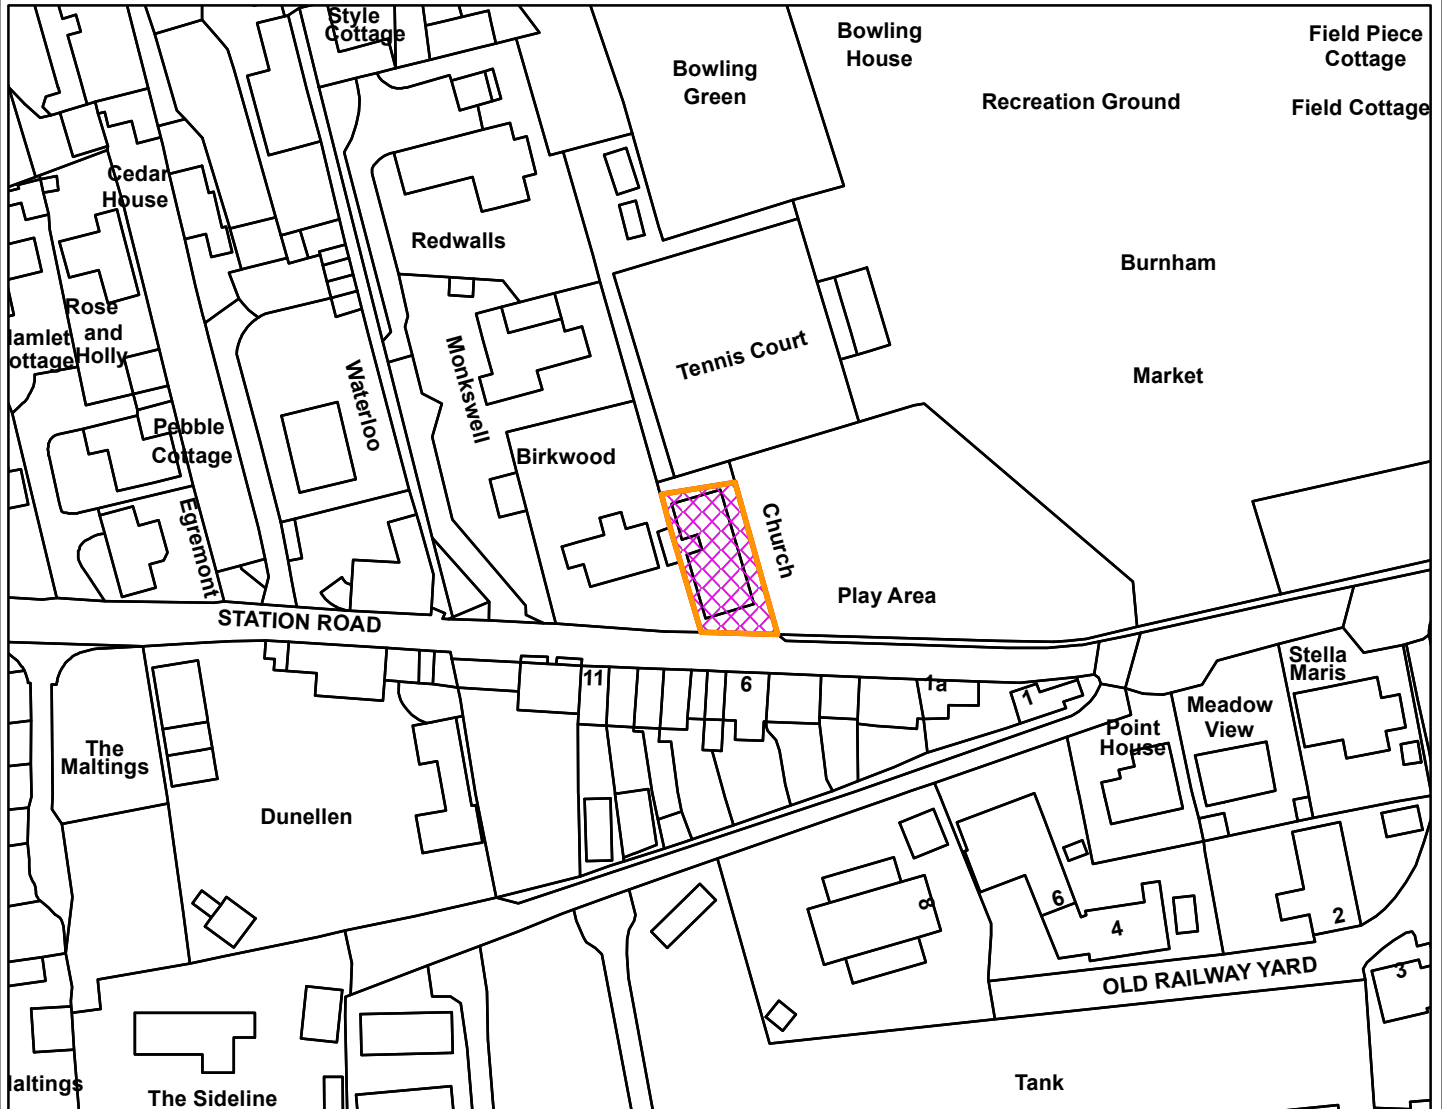 Style
Cottage
Bowling
House
Field Piece
Cottage
Bowling
Green
Recreation Ground
Field Cottage
Cedar
House
Redwalls
Burnham
Rose
and
Holly
lamlet
ottage
Waterloo
Monkswell
Tennis Court
Market
Pebble
Cottage
Birkwood
Egremont
Church
Play Area
STATION ROAD
11
6
1a
1
Stella
Maris
Meadow
View
Point
House
The
Maltings
Dunellen
8
6
4
2
OLD RAILWAY YARD
3
laltings
The Sideline
Tank